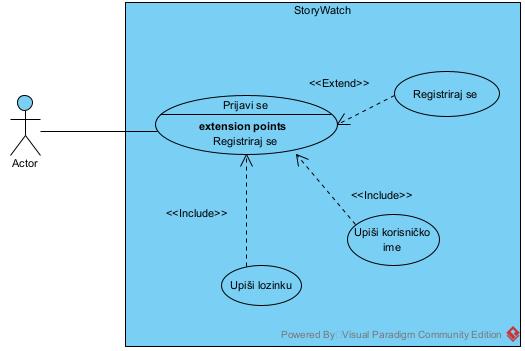 StoryWatch
<<Extend>>
Registriraj se
Prijavi se
extension points
Registriraj se
Actor
<<Include>>
<<Include>>
Upiši korisničko
ime
Upiši lozinku
Powered By Visual Paradigm Community Edition